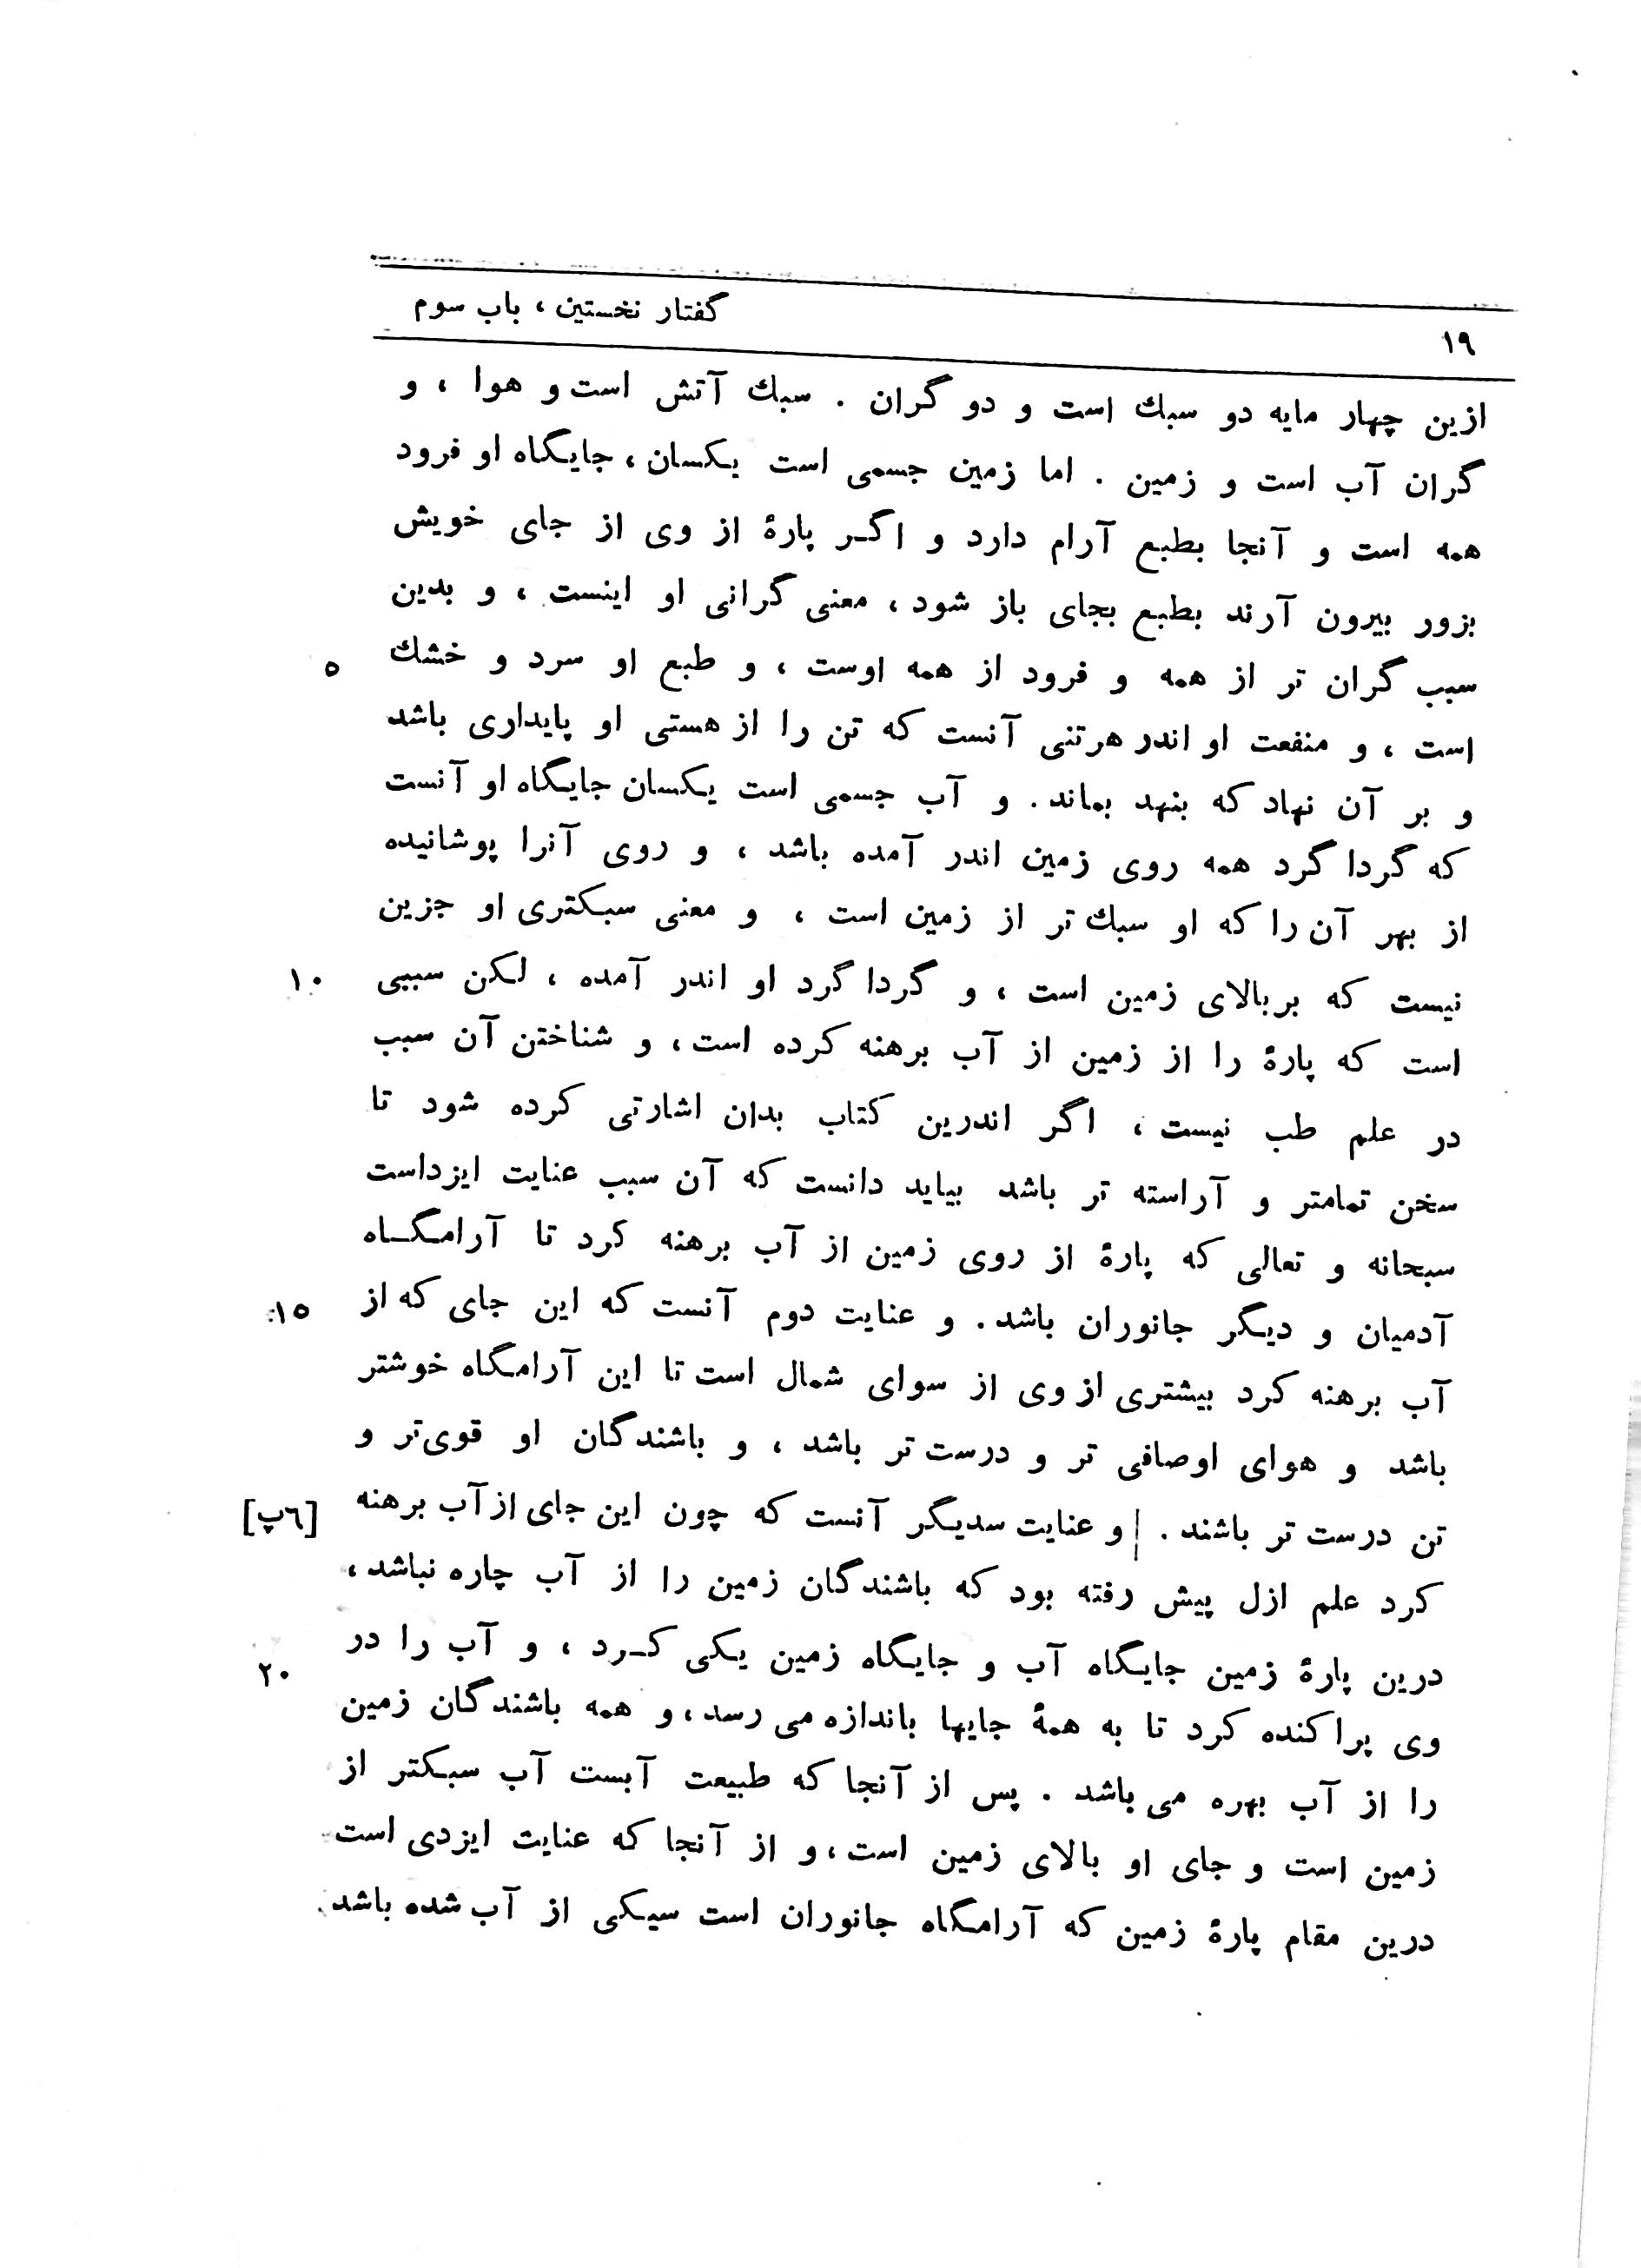 گفتار نخستین ، باب سوم
۱۹
ازین چهار مایه دو سبك است و دو گران . سبك آتش است و هوا ، و
گران آب است و زمین . اما زمین جسمی است یکسان ، جایگاه او فرود
همه است و آنجا بطبع آرام دارد و اگر پارۀ از وی از جای خویش
بزور بیرون آرند بطبع بجای باز شود ، معنی گرانی او اینست ، و بدین
سبب گران تر از همه و فرود از همه اوست ، و طبع او سرد و خشك
۵
است ، و منفعت او اندر هرتنی آنست که تن را از هستی او پایداری باشد
و بر آن نهاد که بنهد بماند . و آب جسمی است یکسان جایگاه او آنست
که گردا گرد همه روی زمین اندر آمده باشد ، و روی آنرا پوشانیده
از بهر آن را که او سبك تر از زمین است ، و معنی سبکتری او جزین
نیست که بربالای زمین است ، و گردا گرد او اندر آمده ، لکن سببی
۱۰
است که پارۀ را از زمین از آب برهنه کرده است ، و شناختن آن سبب
در علم طب نیست ، اگر اندرین کتاب بدان اشارتی کرده شود تا
سخن تمامتر و آراسته تر باشد بباید دانست که آن سبب عنایت ایزداست
سبحانه و تعالی که پارۀ از روی زمین از آب برهنه کرد تا آرامگاه
آدمیان و دیگر جانوران باشد . و عنایت دوم آنست که این جای که از
۱۵
آب برهنه کرد بیشتری از وی از سوای شمال است تا این آرامگاه خوشتر
باشد و هوای اوصافی تر و درست تر باشد ، و باشندگان او قوی‌تر و
تن درست تر باشند . | و عنایت سدیگر آنست که چون این جای از آب برهنه
[۶پ]
کرد علم ازل پیش رفته بود که باشندگان زمین را از آب چاره نباشد ،
درین پارۀ زمین جایگاه آب و جایگاه زمین یکی کرد ، و آب را در
۲۰
وی پراکنده کرد تا به همۀ جایها باندازه می رسد ، و همه باشندگان زمین
را از آب بهره می باشد . پس از آنجا که طبیعت آبست آب سبکتر از
زمین است و جای او بالای زمین است ، و از آنجا که عنایت ایزدی است
درین مقام پارۀ زمین که آرامگاه جانوران است سیکی از آب شده باشد .